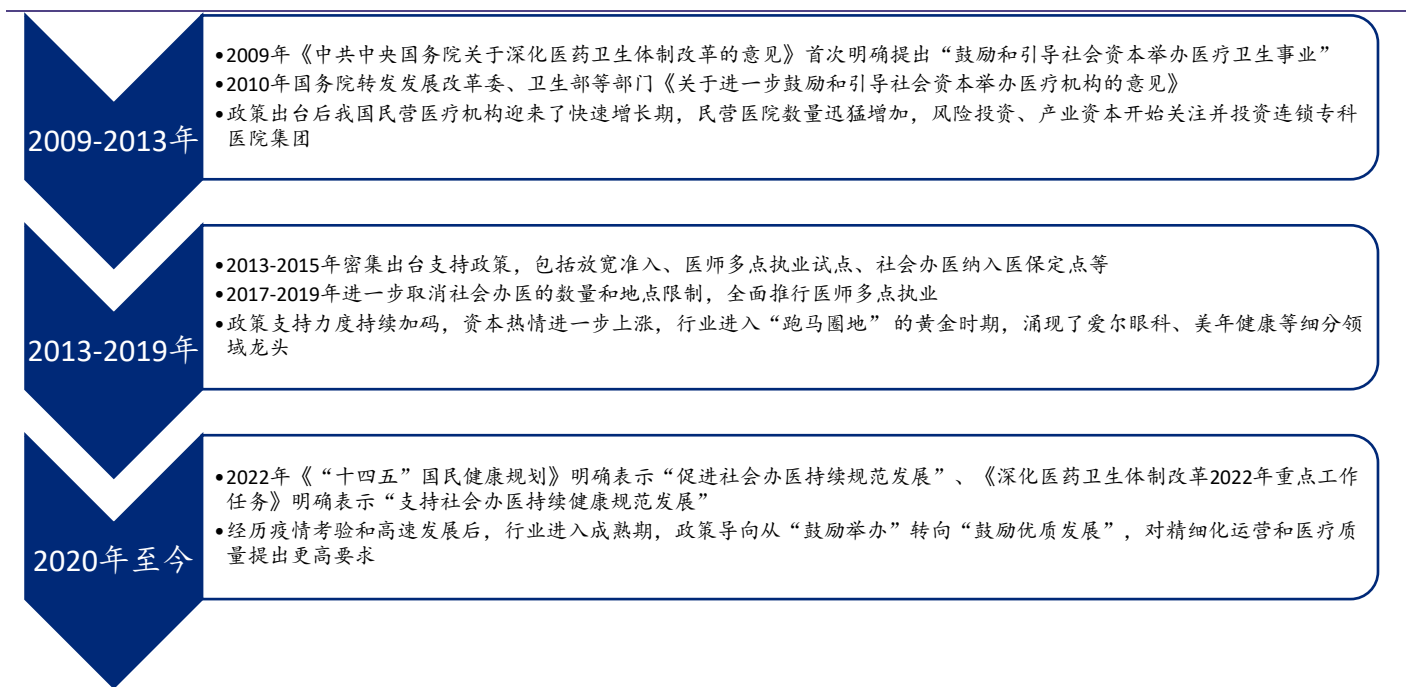 2009-2013年
•2009年《中共中央国务院关于深化医药卫生体制改革的意见》首次明确提出“鼓励和引导社会资本举办医疗卫生事业”
•2010年国务院转发发展改革委、卫生部等部门《关于进一步鼓励和引导社会资本举办医疗机构的意见》
•政策出台后我国民营医疗机构迎来了快速增长期，民营医院数量迅猛增加，风险投资、产业资本开始关注并投资连锁专科
医院集团
2013-2019年
•2013-2015年密集出台支持政策，包括放宽准入、医师多点执业试点、社会办医纳入医保定点等
•2017-2019年进一步取消社会办医的数量和地点限制，全面推行医师多点执业
•政策支持力度持续加码，资本热情进一步上涨，行业进入“跑马圈地”的黄金时期，涌现了爱尔眼科、美年健康等细分领
域龙头
2020年至今
•2022年《“十四五”国民健康规划》明确表示“促进社会办医持续规范发展”、《深化医药卫生体制改革2022年重点工作
任务》明确表示“支持社会办医持续健康规范发展”
•经历疫情考验和高速发展后，行业进入成熟期，政策导向从“鼓励举办”转向“鼓励优质发展”，对精细化运营和医疗质
量提出更高要求